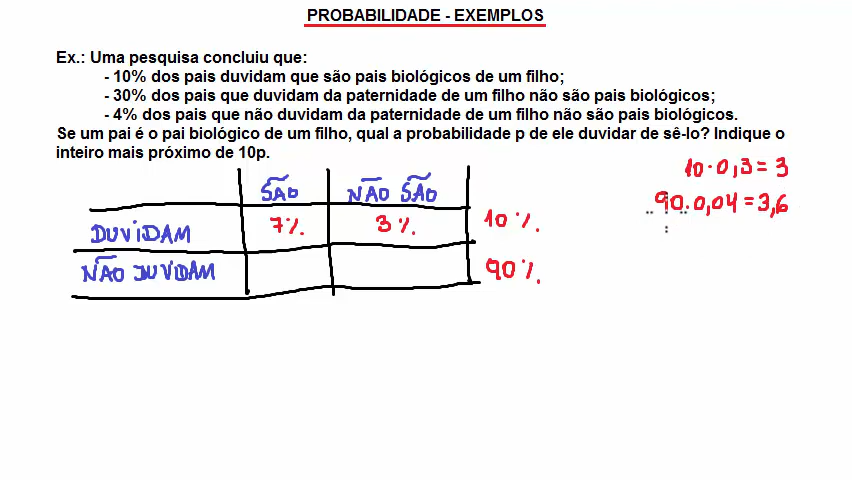 PROBABILIDADE - EXEMPLOS
Ex.: Uma pesquisa concluiu que:
- 10% dos pais duvidam que são pais biológicos de um filho;
- 30% dos pais que duvidam da paternidade de um filho não são pais biológicos;
- 4% dos pais que não duvidam da paternidade de um filho não são pais biológicos.
Se um pai é o pai biológico de um filho, qual a probabilidade p de ele duvidar de sê-lo? Indique o
inteiro mais próximo de 10p.
10·0,3=3
90·0,04=3,6
SÃO NÃO SÃO
DUVIDAM 7% 3% 10%
NÃO DUVIDAM 90%